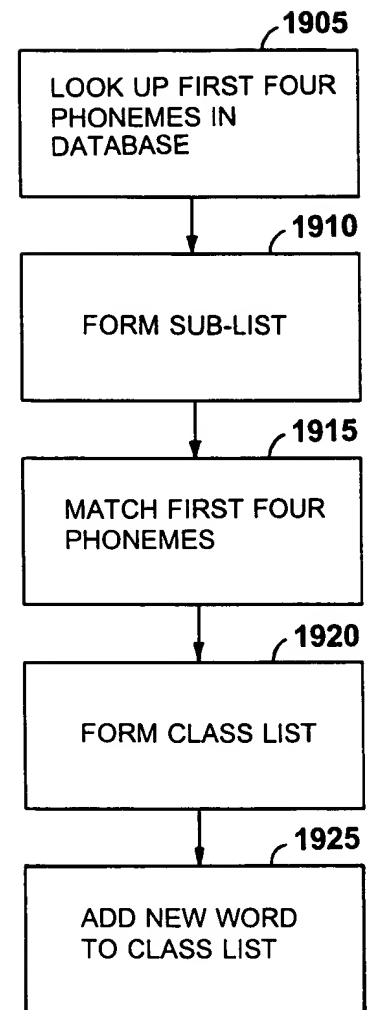 1905
LOOK UP FIRST FOUR
PHONEMES IN
DATABASE
1910
FORM SUB-LIST
1915
MATCH FIRST FOUR
PHONEMES
1920
FORM CLASS LIST
1925
ADD NEW WORD
TO CLASS LIST